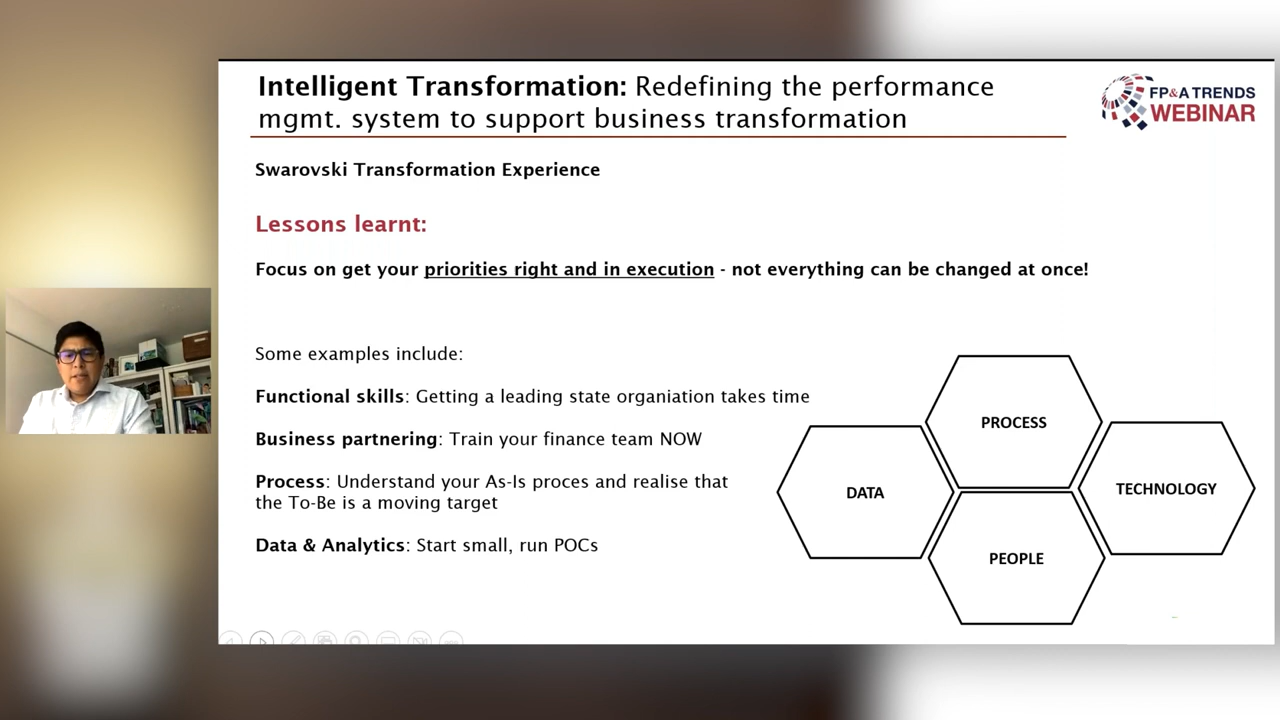 Intelligent Transformation: Redefining the performance
mgmt. system to support business transformation
FP&A TRENDS
WEBINAR
Swarovski Transformation Experience
Lessons learnt:
Focus on get your priorities right and in execution - not everything can be changed at once!
Some examples include:
Functional skills: Getting a leading state organiation takes time
Business partnering: Train your finance team NOW
Process: Understand your As-Is proces and realise that
the To-Be is a moving target
Data & Analytics: Start small, run POCs
PROCESS
DATA
TECHNOLOGY
PEOPLE